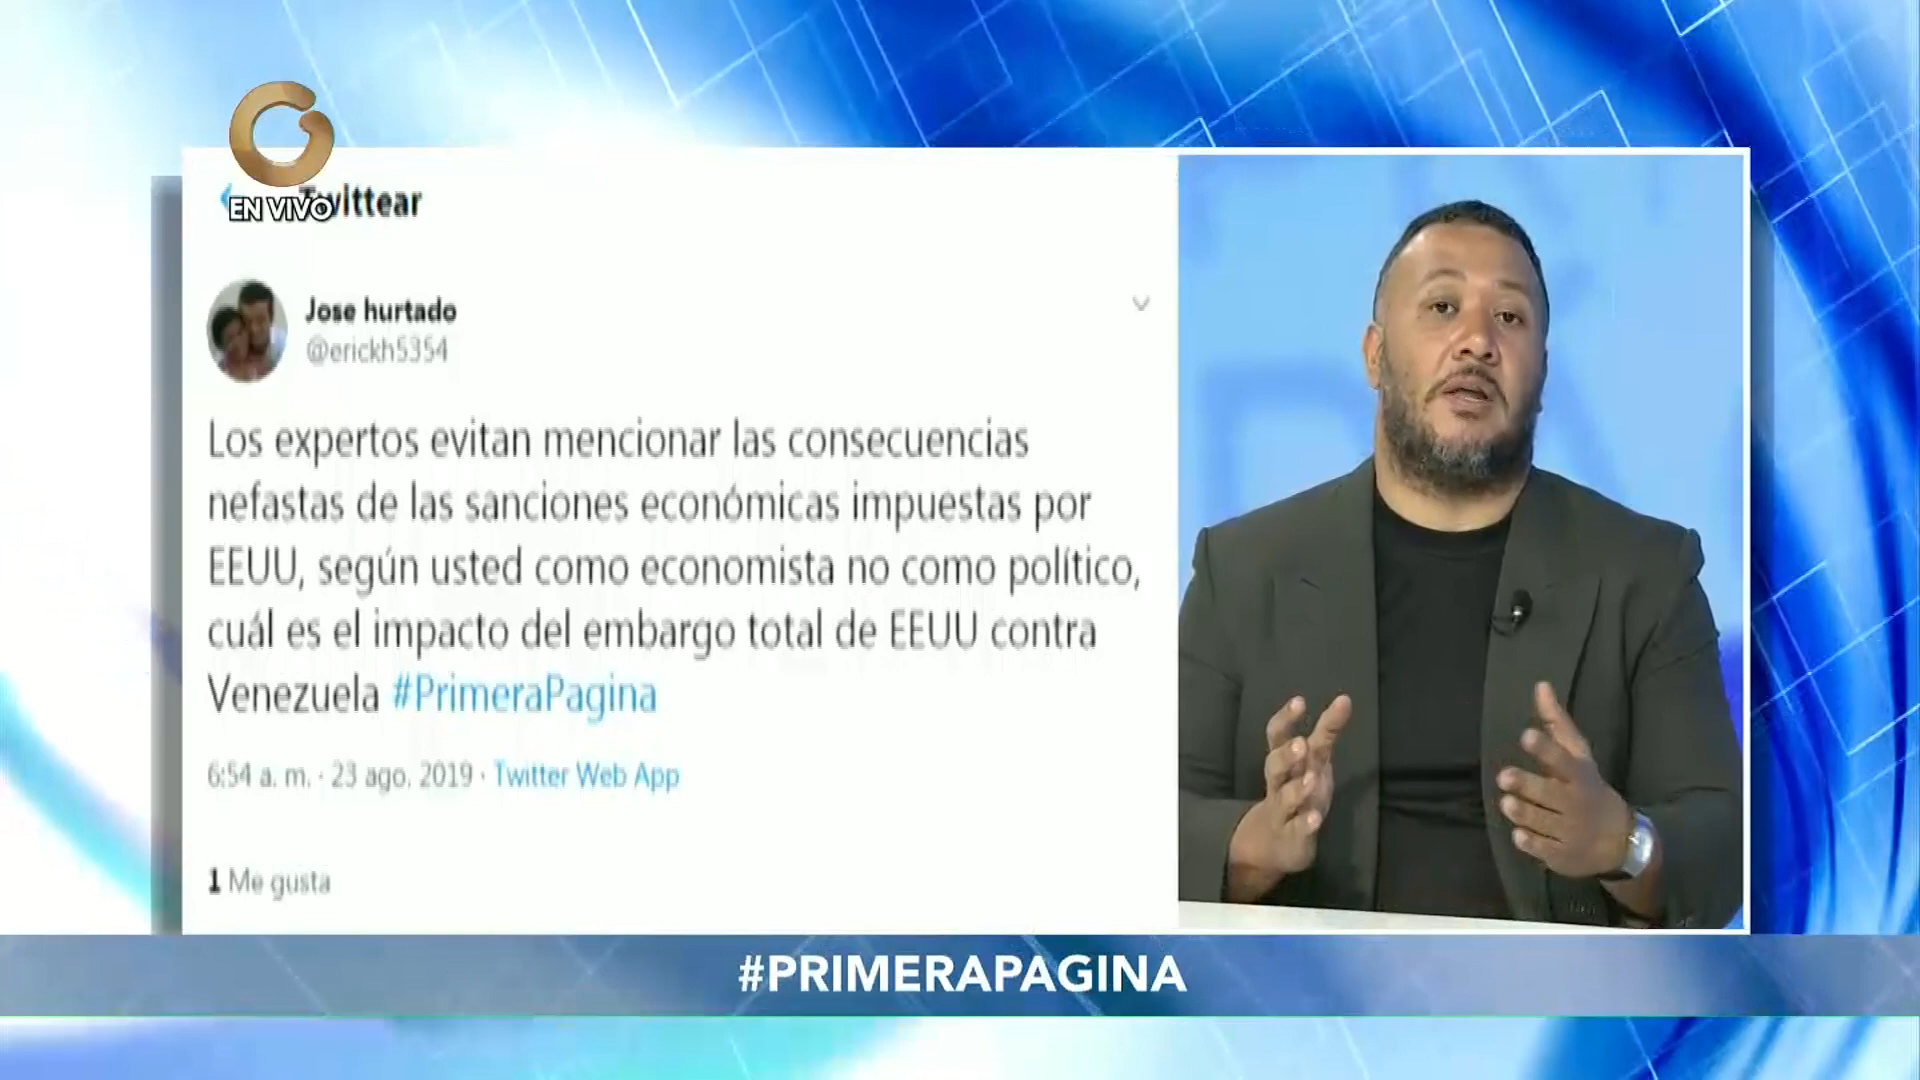 Twittear
EN VIVO
Jose hurtado
@erickh5354
Los expertos evitan mencionar las consecuencias
nefastas de las sanciones económicas impuestas por
EEUU, según usted como economista no como político,
cuál es el impacto del embargo total de EEUU contra
Venezuela #PrimeraPagina
6:54 a. m. · 23 ago. 2019 · Twitter Web App
1 Me gusta
#PRIMERAPAGINA